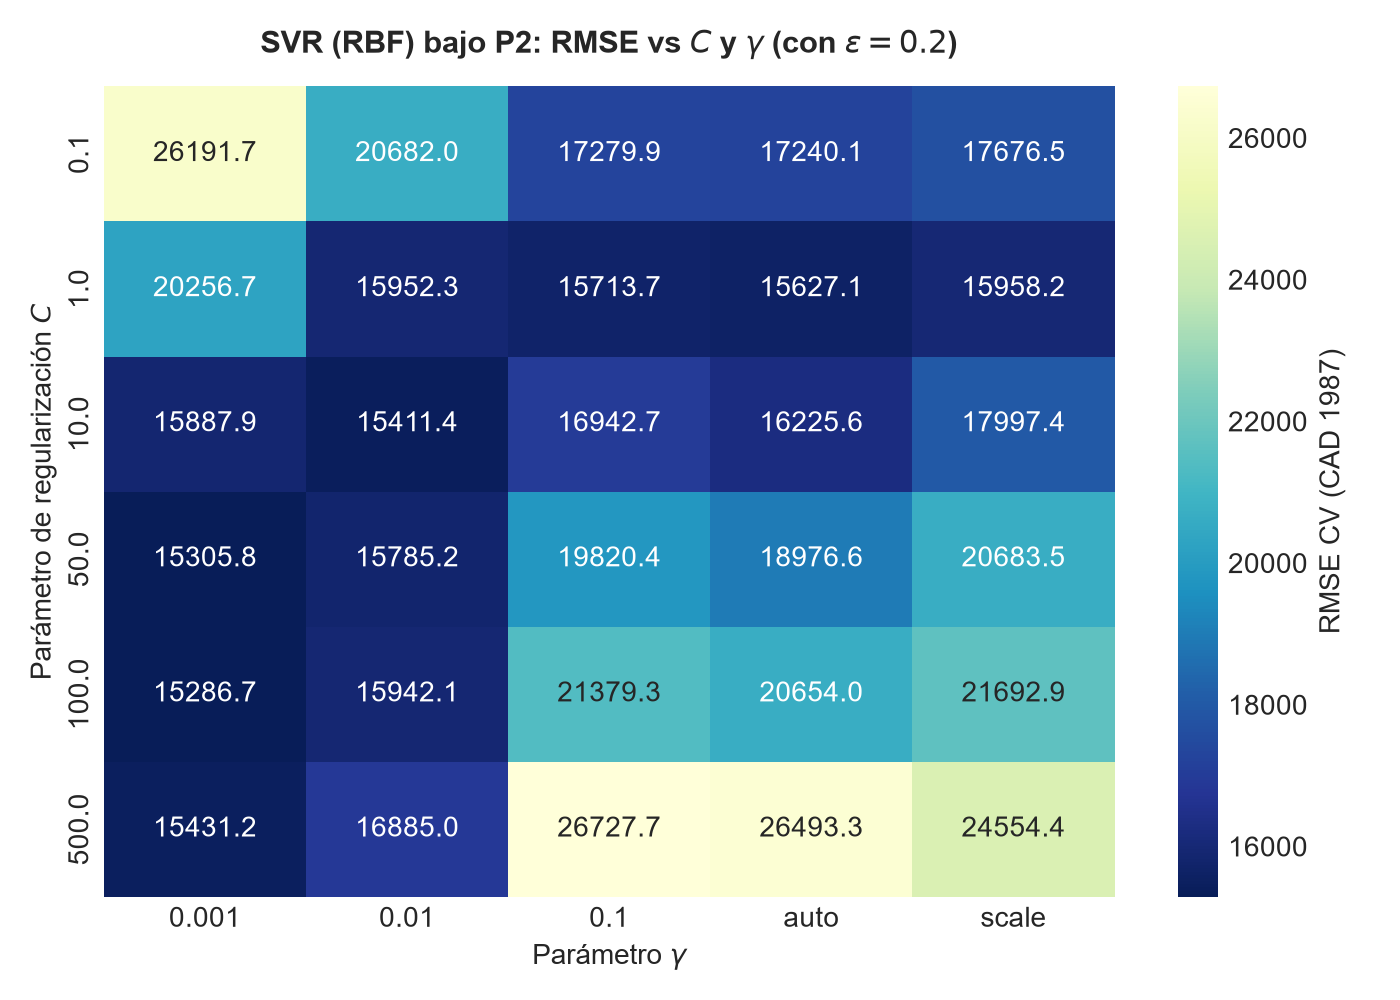 SVR (RBF) bajo P2: RMSE vs C y γ (con ε = 0.2)
0.1 26191.7 20682.0 17279.9 17240.1 17676.5
1.0 20256.7 15952.3 15713.7 15627.1 15958.2
10.0 15887.9 15411.4 16942.7 16225.6 17997.4
50.0 15305.8 15785.2 19820.4 18976.6 20683.5
100.0 15286.7 15942.1 21379.3 20654.0 21692.9
500.0 15431.2 16885.0 26727.7 26493.3 24554.4
0.001 0.01 0.1 auto scale
Parámetro γ
Parámetro de regularización C
26000
24000
22000
20000
18000
16000
RMSE CV (CAD 1987)